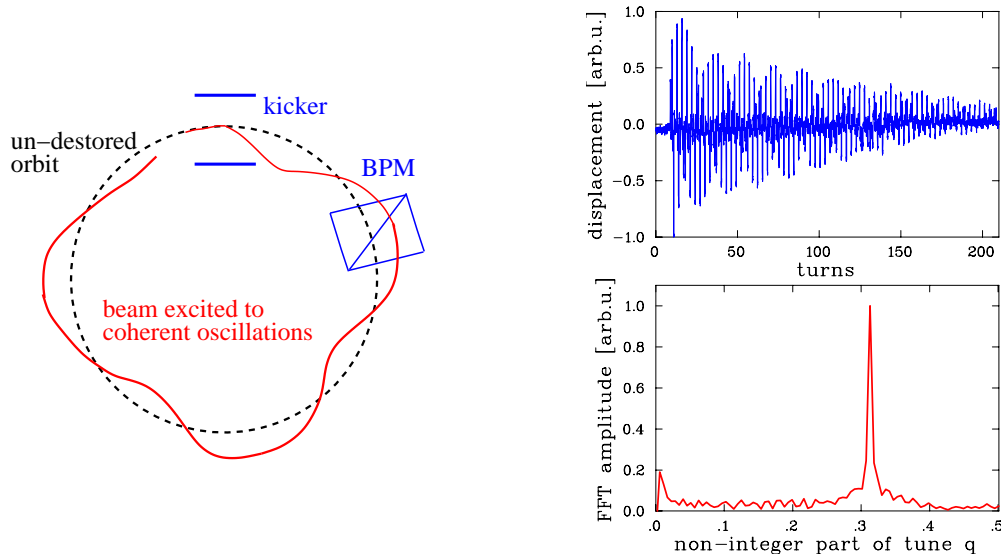 kicker
un-destored
orbit
BPM
beam excited to
coherent oscillations
displacement [arb.u.]
1.0
0.5
0.0
-0.5
-1.0
0
50
100
150
200
turns
FFT amplitude [arb.u.]
1.0
0.8
0.6
0.4
0.2
0.0
.0
.1
.2
.3
.4
.5
non-integer part of tune q